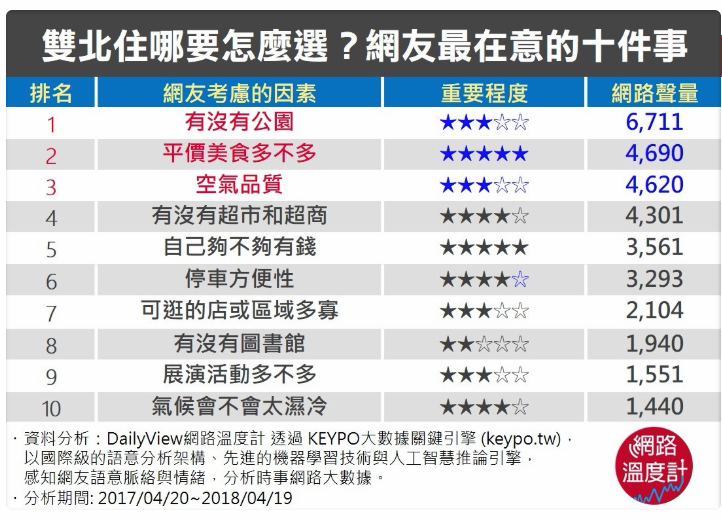 雙北住哪要怎麼選？網友最在意的十件事
排名 網友考慮的因素 重要程度 網路聲量
1 有沒有公園 ★★★☆☆ 6,711
2 平價美食多不多 ★★★★★ 4,690
3 空氣品質 ★★★☆☆ 4,620
4 有沒有超市和超商 ★★★★☆ 4,301
5 自己夠不夠有錢 ★★★★★ 3,561
6 停車方便性 ★★★★☆ 3,293
7 可逛的店或區域多寡 ★★★☆☆ 2,104
8 有沒有圖書館 ★★☆☆☆ 1,940
9 展演活動多不多 ★★★☆☆ 1,551
10 氣候會不會太濕冷 ★★★★☆ 1,440
· 資料分析：DailyView網路溫度計 透過 KEYPO大數據關鍵引擎 (keypo.tw)，
以國際級的語意分析架構、先進的機器學習技術與人工智慧推論引擎，
感知網友語意脈絡與情緒，分析時事網路大數據。
· 分析期間: 2017/04/20~2018/04/19
網路
溫度計